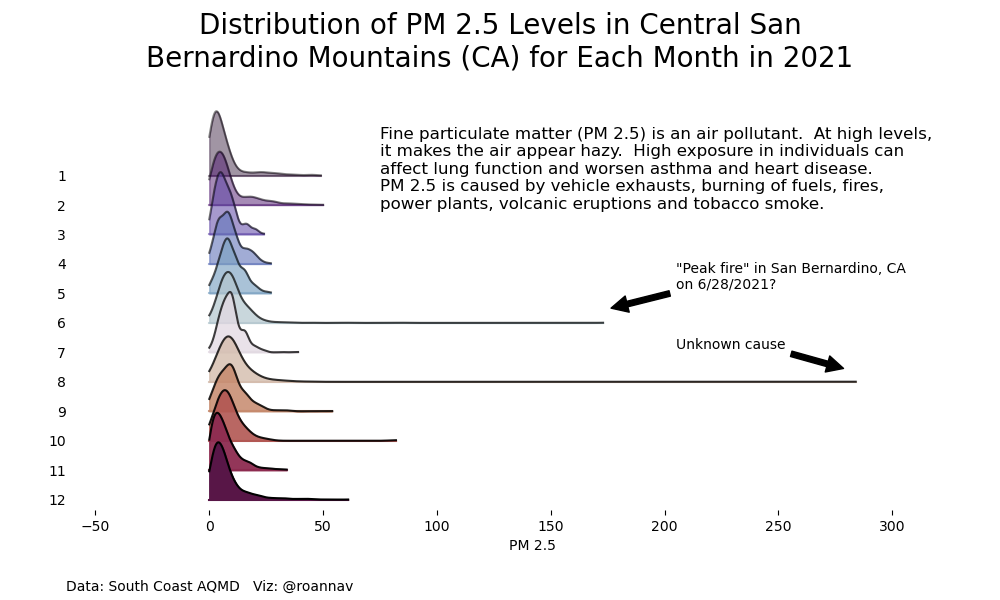 Distribution of PM 2.5 Levels in Central San
Bernardino Mountains (CA) for Each Month in 2021
Fine particulate matter (PM 2.5) is an air pollutant.  At high levels,
it makes the air appear hazy.  High exposure in individuals can
affect lung function and worsen asthma and heart disease.
PM 2.5 is caused by vehicle exhausts, burning of fuels, fires,
power plants, volcanic eruptions and tobacco smoke.
1
2
3
4
5
"Peak fire" in San Bernardino, CA
on 6/28/2021?
6
7
Unknown cause
8
9
10
11
12
−50 0 50 100 150 200 250 300
PM 2.5
Data: South Coast AQMD   Viz: @roannav